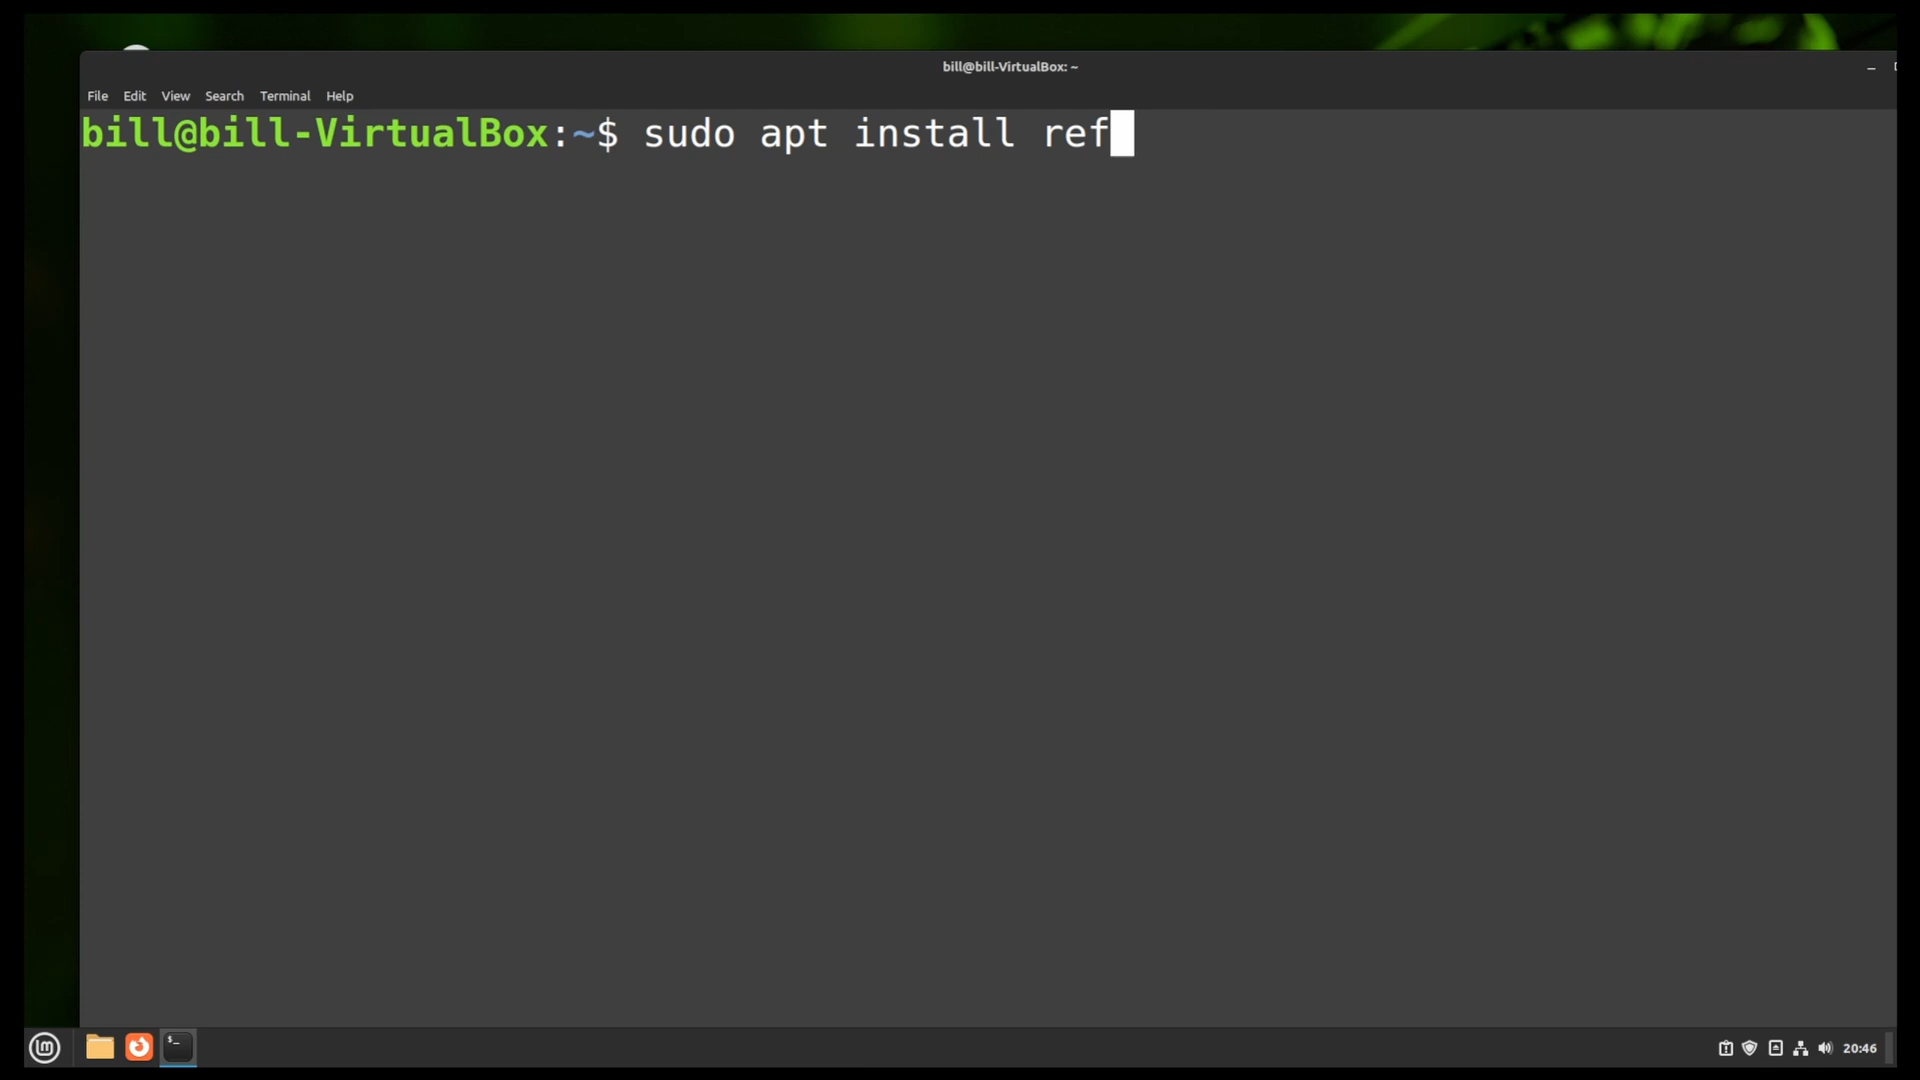 bill@bill-VirtualBox: ~
File Edit View Search Terminal Help
bill@bill-VirtualBox:~$ sudo apt install ref
20:46